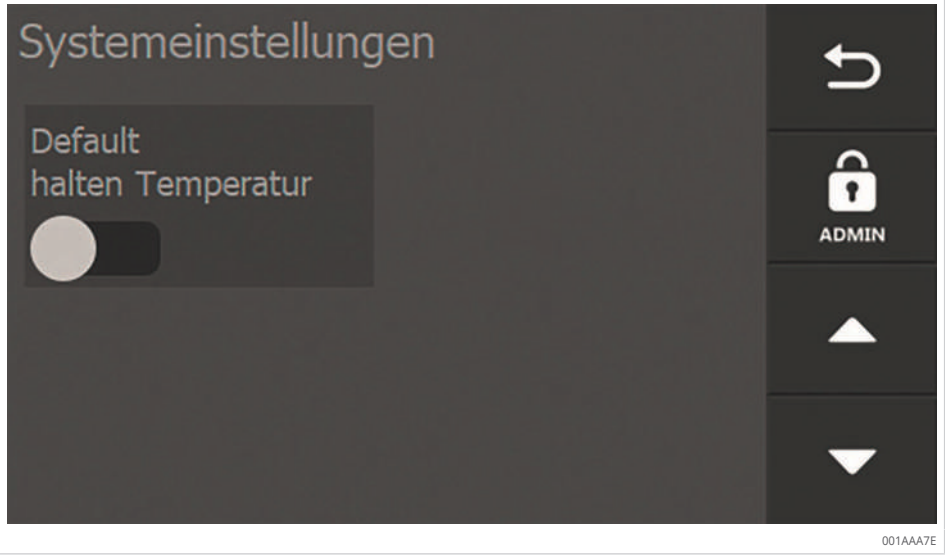 Systemeinstellungen
Default
halten Temperatur
ADMIN
001AAA7E